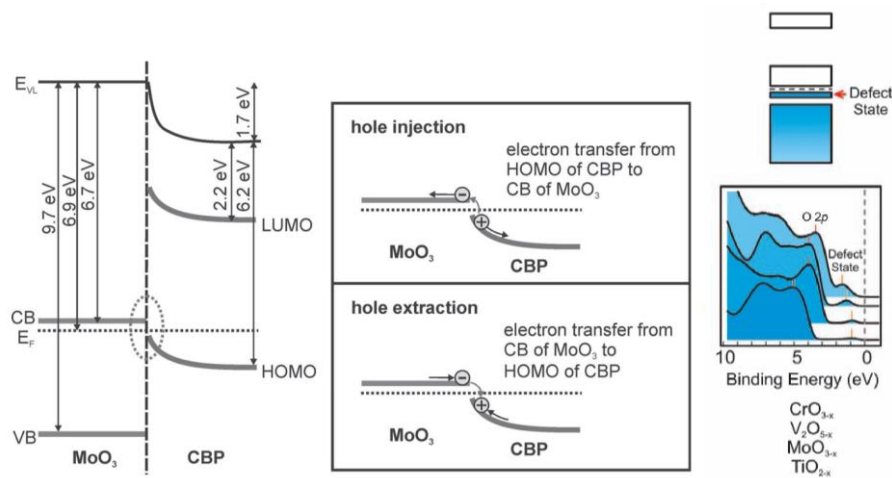 E_VL
9.7 eV
6.9 eV
6.7 eV
1.7 eV
2.2 eV
6.2 eV
LUMO
CB
E_F
HOMO
VB
MoO₃
CBP
hole injection
electron transfer from
HOMO of CBP to
CB of MoO₃
−
+
MoO₃
CBP
hole extraction
electron transfer from
CB of MoO₃ to
HOMO of CBP
−
+
MoO₃
CBP
Defect
State
O 2p
Defect
State
10 5 0
Binding Energy (eV)
CrO₃₋ₓ
V₂O₅₋ₓ
MoO₃₋ₓ
TiO₂₋ₓ